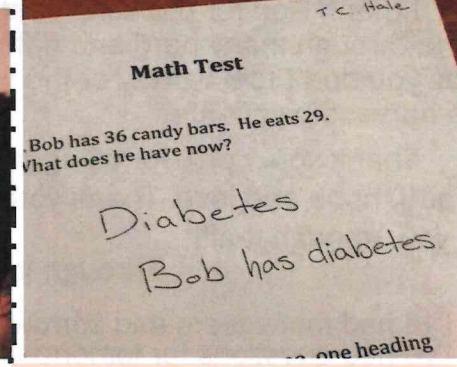 T.C. Hale
Math Test
.Bob has 36 candy bars. He eats 29.
What does he have now?
Diabetes
Bob has diabetes
one heading